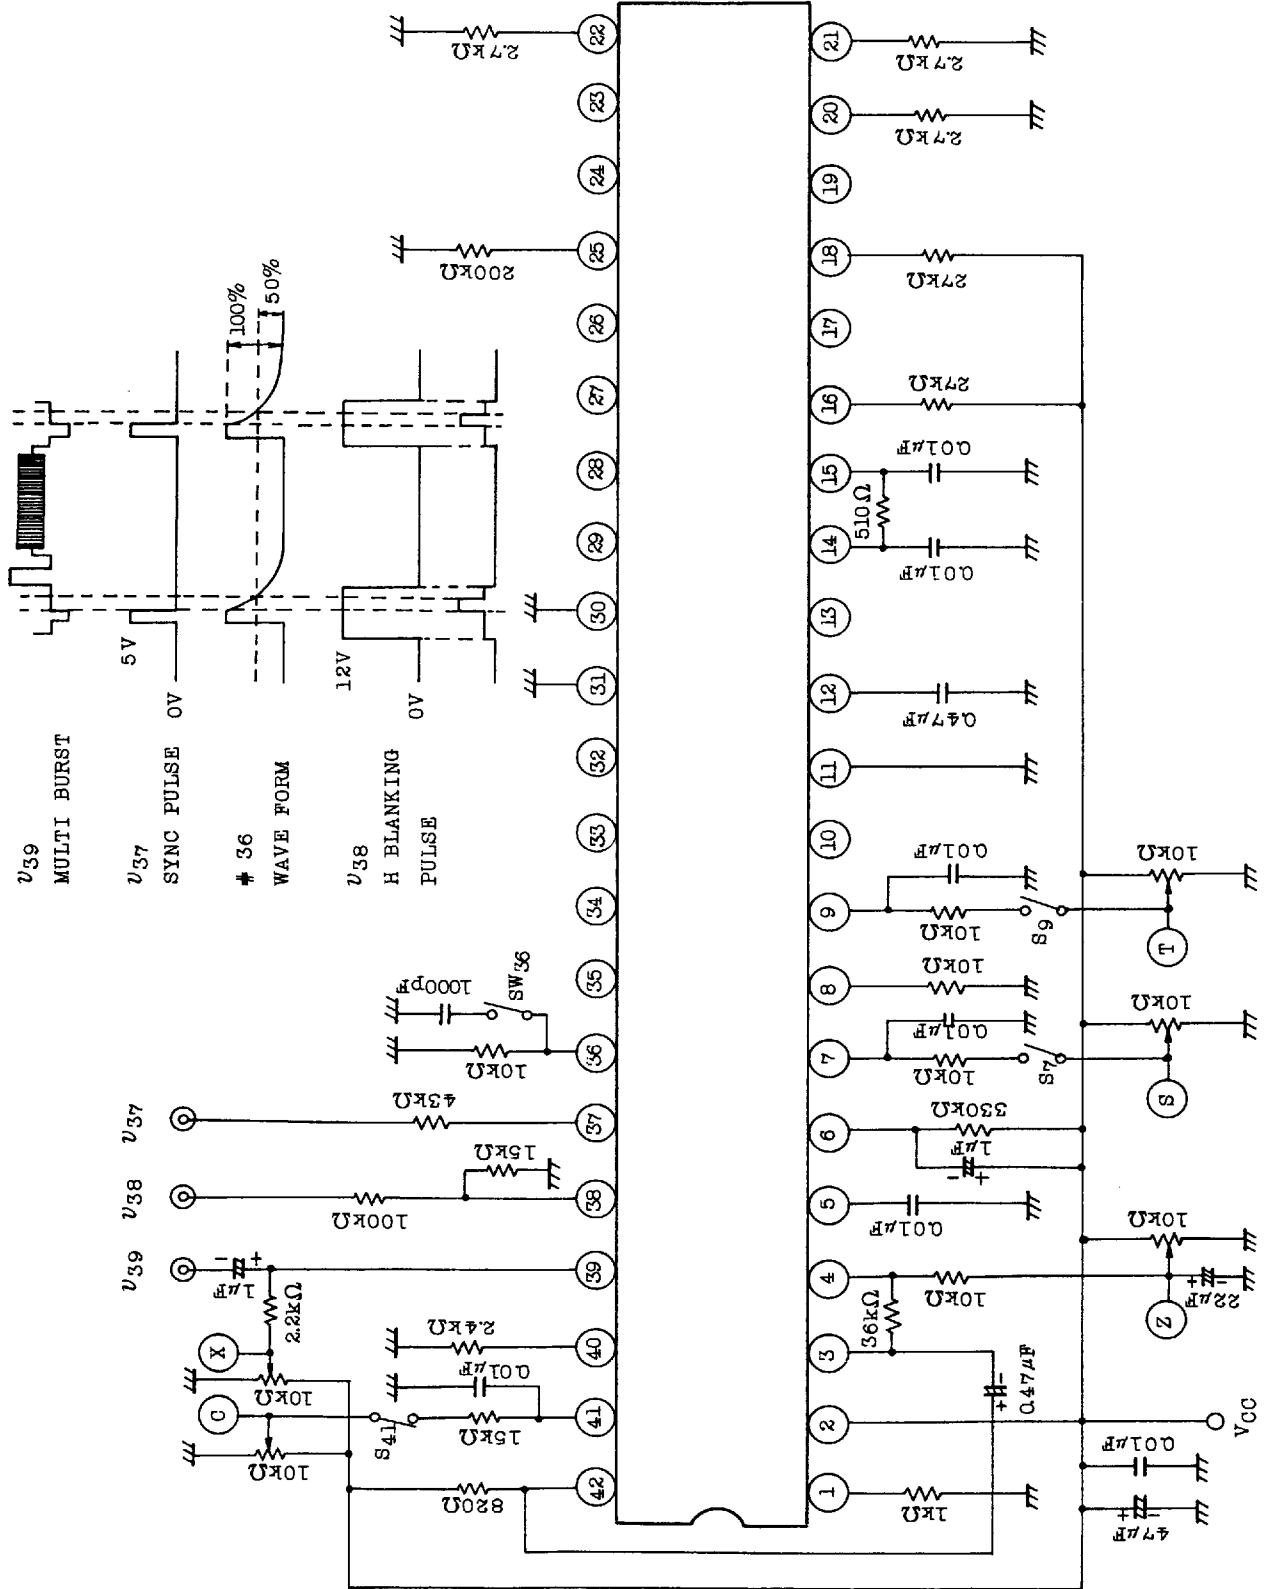 22
2.7kΩ
23
24
25
200kΩ
26
27
28
29
30
31
32
33
34
35
36
10kΩ
1000pF
SW36
37
43kΩ
v37
38
100kΩ
15kΩ
v38
39
1μF
- +
2.2kΩ
v39
X
10kΩ
40
2.4kΩ
41
0.01μF
15kΩ
S41
C
10kΩ
42
820Ω
v39
MULTI BURST
v37
SYNC PULSE
5V
0V
# 36
WAVE FORM
100%
50%
v38
H BLANKING
PULSE
12V
0V
21
2.7kΩ
20
2.7kΩ
19
18
27kΩ
17
16
27kΩ
15
0.01μF
510Ω
14
0.01μF
13
12
0.47μF
11
10
9
0.01μF
10kΩ
S9
T
10kΩ
8
10kΩ
7
0.01μF
10kΩ
S7
S
10kΩ
6
330kΩ
1μF
- +
5
0.01μF
4
10kΩ
36kΩ
Z
10kΩ
22μF
+ -
3
0.47μF
+ -
2
VCC
0.01μF
47μF
+ -
1
1kΩ